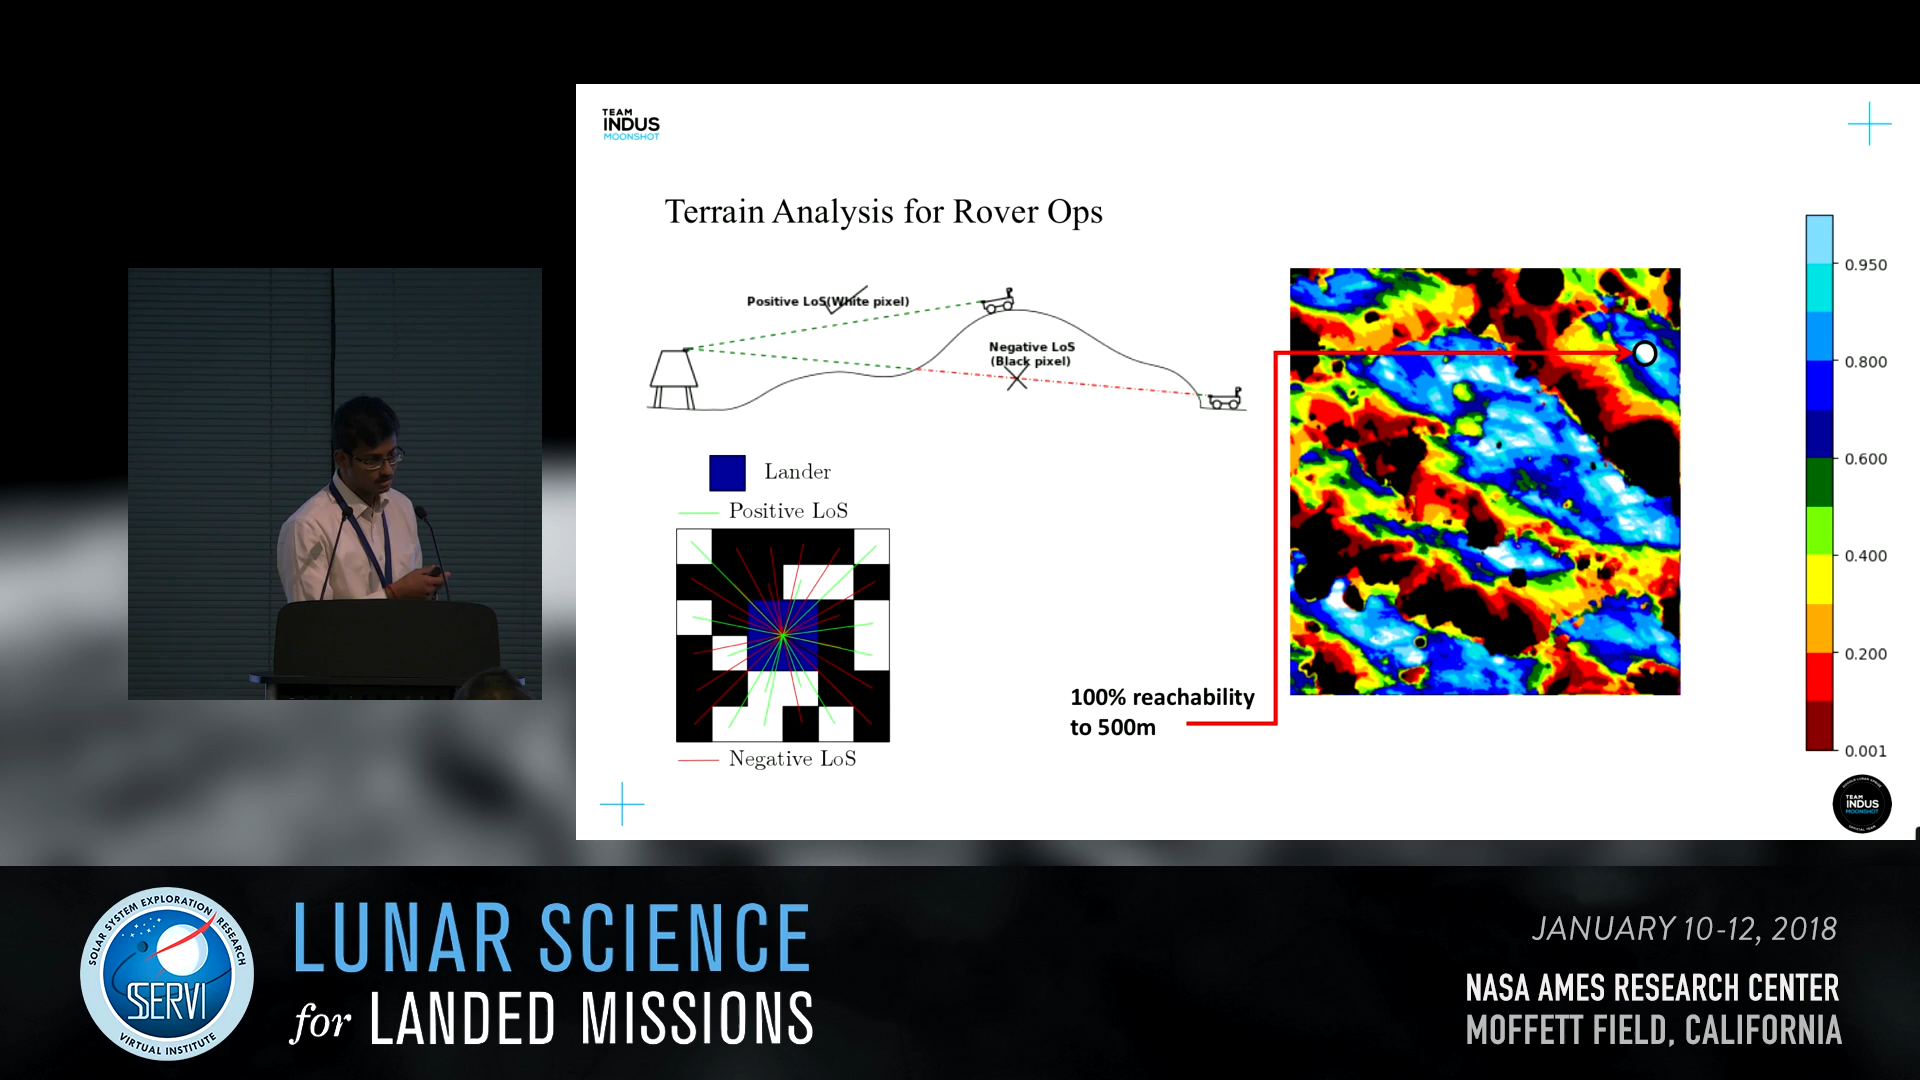 TEAM
INDUS
MOONSHOT
Terrain Analysis for Rover Ops
Positive LoS(White pixel)
Negative LoS
(Black pixel)
Lander
Positive LoS
Negative LoS
100% reachability
to 500m
0.950
0.800
0.600
0.400
0.200
0.001
TEAM
INDUS
MOONSHOT
SOLAR SYSTEM EXPLORATION RESEARCH
SSERVI
VIRTUAL INSTITUTE
LUNAR SCIENCE
for LANDED MISSIONS
JANUARY 10-12, 2018
NASA AMES RESEARCH CENTER
MOFFETT FIELD, CALIFORNIA